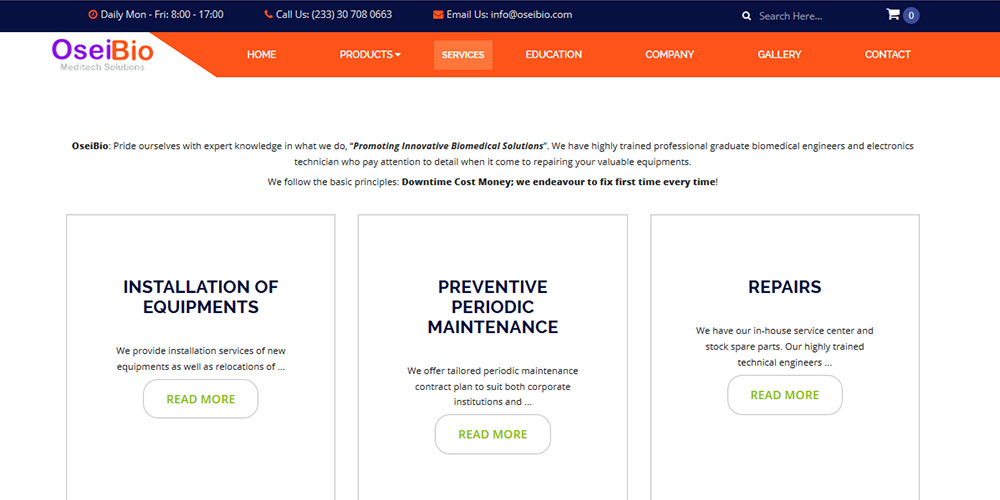 Daily Mon - Fri: 8:00 - 17:00 Call Us: (233) 30 708 0663 Email Us: info@oseibio.com Search Here... 0
OseiBio
Meditech Solutions
HOME PRODUCTS SERVICES EDUCATION COMPANY GALLERY CONTACT
OseiBio: Pride ourselves with expert knowledge in what we do, “Promoting Innovative Biomedical Solutions”. We have highly trained professional graduate biomedical engineers and electronics
technician who pay attention to detail when it come to repairing your valuable equipments.
We follow the basic principles: Downtime Cost Money; we endeavour to fix first time every time!
INSTALLATION OF
EQUIPMENTS
We provide installation services of new
equipments as well as relocations of ...
READ MORE
PREVENTIVE
PERIODIC
MAINTENANCE
We offer tailored periodic maintenance
contract plan to suit both corporate
institutions and ...
READ MORE
REPAIRS
We have our in-house service center and
stock spare parts. Our highly trained
technical engineers ...
READ MORE